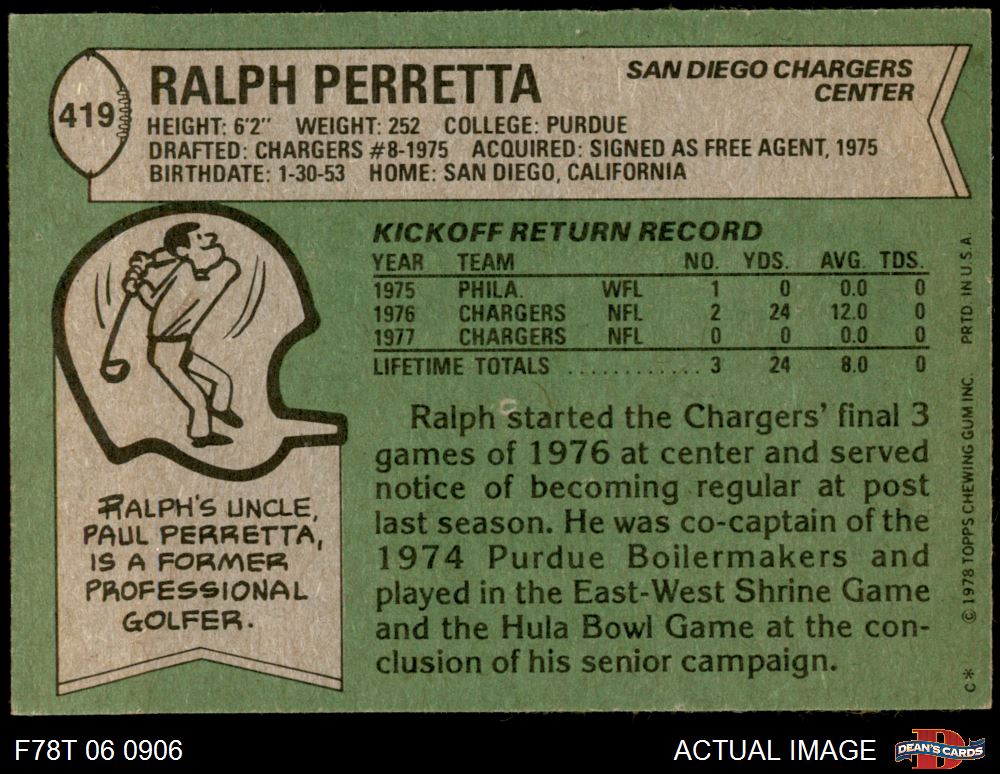 419
RALPH PERRETTA
SAN DIEGO CHARGERS
CENTER
HEIGHT: 6'2" WEIGHT: 252 COLLEGE: PURDUE
DRAFTED: CHARGERS #8-1975 ACQUIRED: SIGNED AS FREE AGENT, 1975
BIRTHDATE: 1-30-53 HOME: SAN DIEGO, CALIFORNIA
KICKOFF RETURN RECORD
YEAR TEAM NO. YDS. AVG. TDS.
1975 PHILA. WFL 1 0 0.0 0
1976 CHARGERS NFL 2 24 12.0 0
1977 CHARGERS NFL 0 0 0.0 0
LIFETIME TOTALS ............ 3 24 8.0 0
Ralph started the Chargers' final 3
games of 1976 at center and served
notice of becoming regular at post
last season. He was co-captain of the
1974 Purdue Boilermakers and
played in the East-West Shrine Game
and the Hula Bowl Game at the con-
clusion of his senior campaign.
RALPH'S UNCLE,
PAUL PERRETTA,
IS A FORMER
PROFESSIONAL
GOLFER.
C* © 1978 TOPPS CHEWING GUM INC. PRTD. IN U.S.A.
F78T 06 0906
ACTUAL IMAGE
D
DEAN'S CARDS